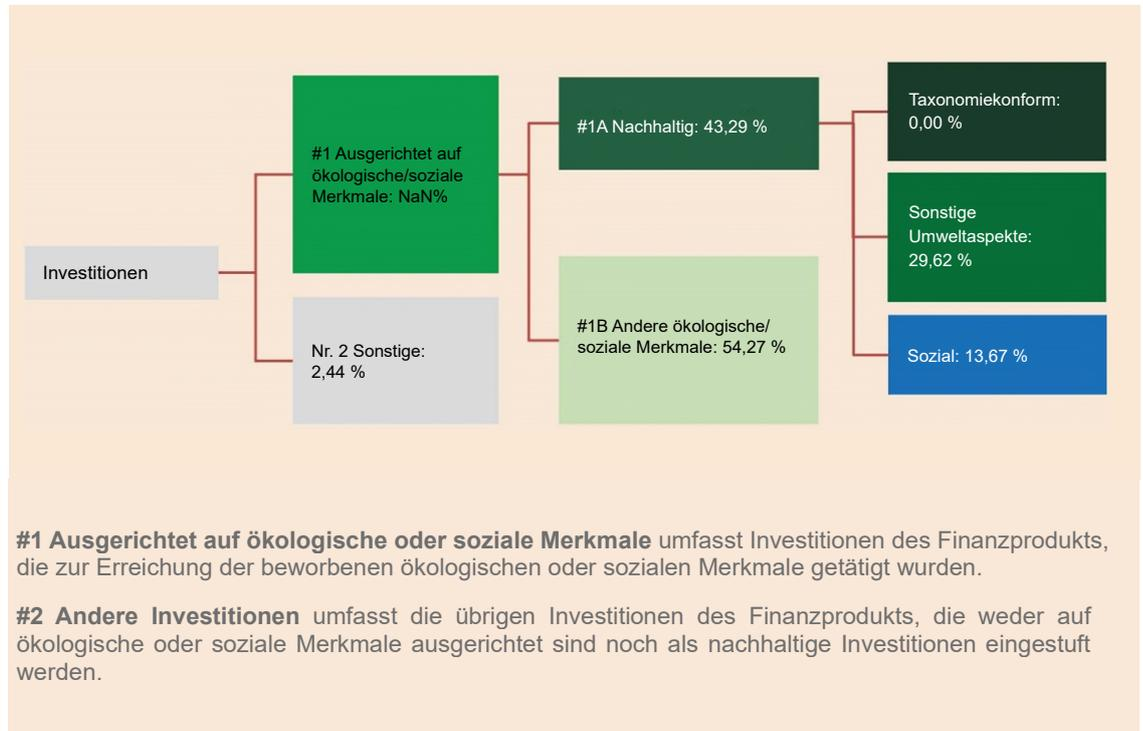 Investitionen
#1 Ausgerichtet auf
ökologische/soziale
Merkmale: NaN%
Nr. 2 Sonstige:
2,44 %
#1A Nachhaltig: 43,29 %
#1B Andere ökologische/
soziale Merkmale: 54,27 %
Taxonomiekonform:
0,00 %
Sonstige
Umweltaspekte:
29,62 %
Sozial: 13,67 %
#1 Ausgerichtet auf ökologische oder soziale Merkmale umfasst Investitionen des Finanzprodukts,
die zur Erreichung der beworbenen ökologischen oder sozialen Merkmale getätigt wurden.
#2 Andere Investitionen umfasst die übrigen Investitionen des Finanzprodukts, die weder auf
ökologische oder soziale Merkmale ausgerichtet sind noch als nachhaltige Investitionen eingestuft
werden.